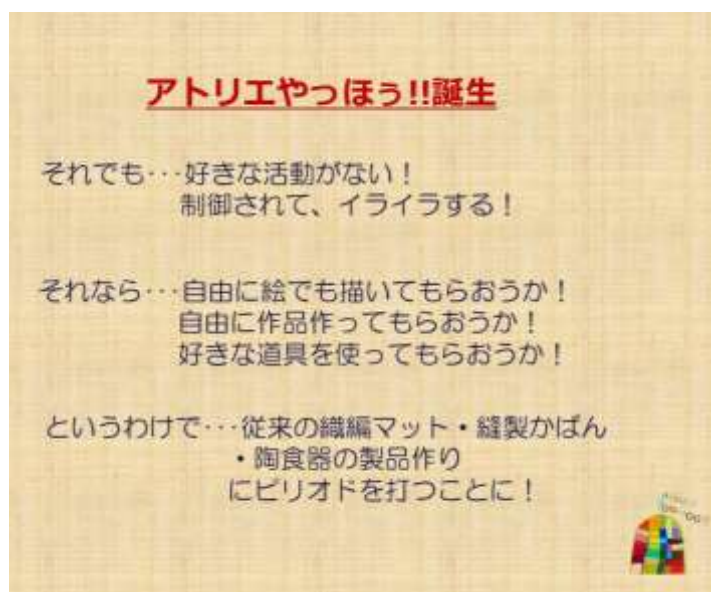 アトリエやっほぅ!!誕生
それでも･･･好きな活動がない！
制御されて、イライラする！
それなら･･･自由に絵でも描いてもらおうか！
自由に作品作ってもらおうか！
好きな道具を使ってもらおうか！
というわけで･･･従来の織編マット・縫製かばん
・陶食器の製品作り
にピリオドを打つことに！